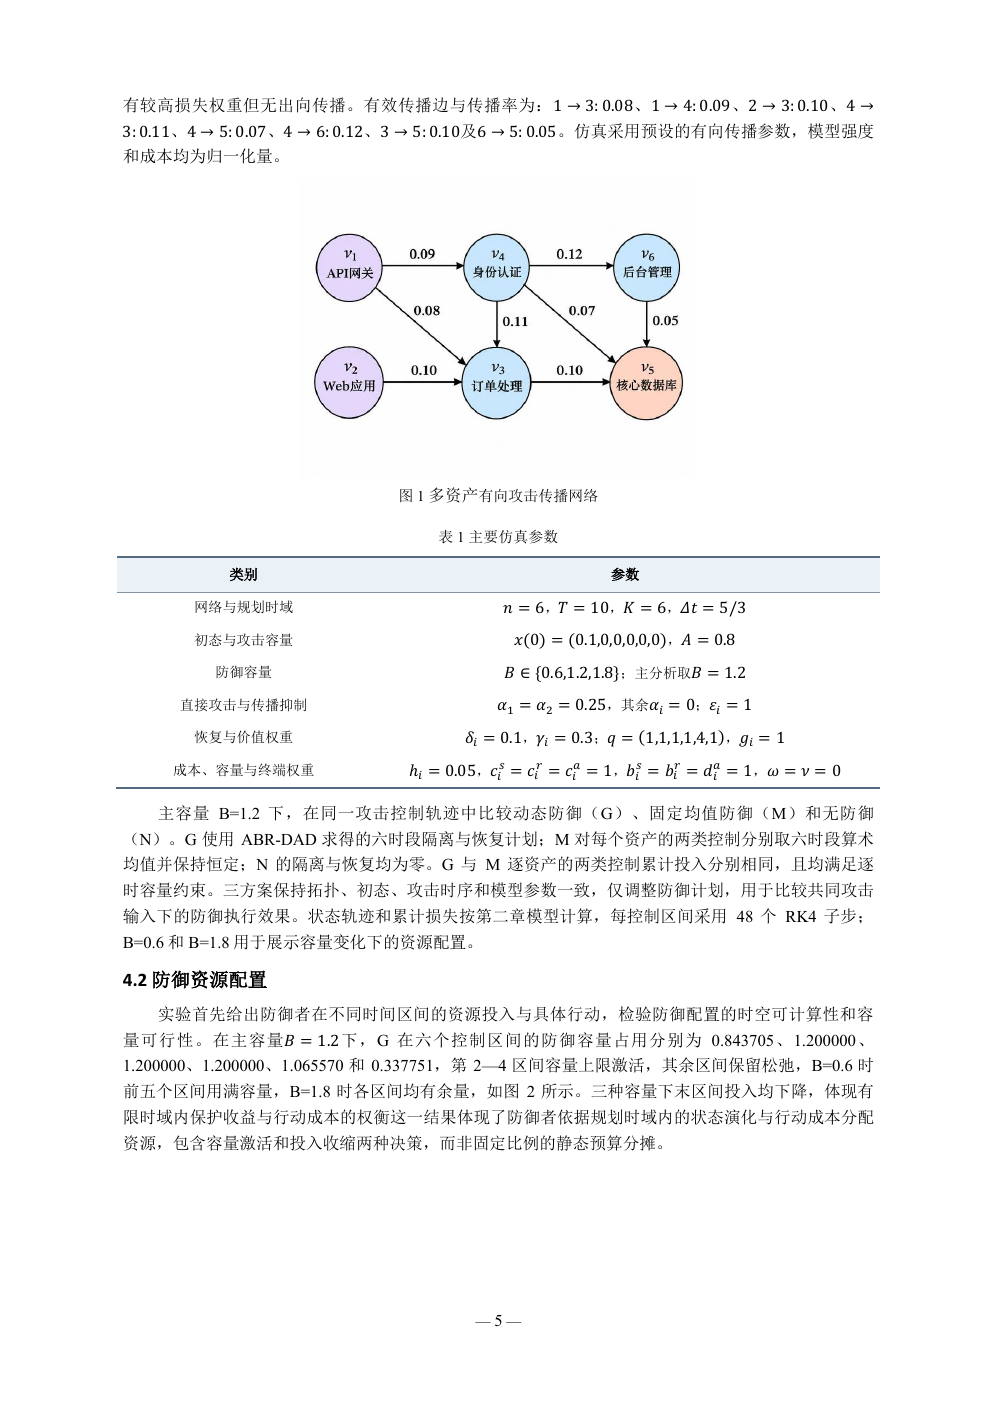 有较高损失权重但无出向传播。有效传播边与传播率为：1 → 3: 0.08、1 → 4: 0.09、2 → 3: 0.10、4 →
3: 0.11、4 → 5: 0.07、4 → 6: 0.12、3 → 5: 0.10及6 → 5: 0.05。仿真采用预设的有向传播参数，模型强度
和成本均为归一化量。
v₁
API网关
0.09
v₄
身份认证
0.12
v₆
后台管理
0.08
0.11
0.07
0.05
v₂
Web应用
0.10
v₃
订单处理
0.10
v₅
核心数据库
图 1 多资产有向攻击传播网络
表 1 主要仿真参数
类别 参数
网络与规划时域 n = 6，T = 10，K = 6，Δt = 5/3
初态与攻击容量 x(0) = (0.1,0,0,0,0,0)，A = 0.8
防御容量 B ∈ {0.6,1.2,1.8}；主分析取B = 1.2
直接攻击与传播抑制 α₁ = α₂ = 0.25，其余αᵢ = 0；εᵢ = 1
恢复与价值权重 δᵢ = 0.1，γᵢ = 0.3；q = (1,1,1,1,4,1)，gᵢ = 1
成本、容量与终端权重 hᵢ = 0.05，cᵢˢ = cᵢʳ = cᵢᵃ = 1，bᵢˢ = bᵢʳ = dᵢᵃ = 1，ω = ν = 0
主容量 B=1.2 下，在同一攻击控制轨迹中比较动态防御（G）、固定均值防御（M）和无防御
（N）。G 使用 ABR-DAD 求得的六时段隔离与恢复计划；M 对每个资产的两类控制分别取六时段算术
均值并保持恒定；N 的隔离与恢复均为零。G 与 M 逐资产的两类控制累计投入分别相同，且均满足逐
时容量约束。三方案保持拓扑、初态、攻击时序和模型参数一致，仅调整防御计划，用于比较共同攻击
输入下的防御执行效果。状态轨迹和累计损失按第二章模型计算，每控制区间采用 48 个 RK4 子步；
B=0.6 和 B=1.8 用于展示容量变化下的资源配置。
4.2 防御资源配置
实验首先给出防御者在不同时间区间的资源投入与具体行动，检验防御配置的时空可计算性和容
量可行性。在主容量B = 1.2下，G 在六个控制区间的防御容量占用分别为 0.843705、1.200000、
1.200000、1.200000、1.065570 和 0.337751，第 2—4 区间容量上限激活，其余区间保留松弛，B=0.6 时
前五个区间用满容量，B=1.8 时各区间均有余量，如图 2 所示。三种容量下末区间投入均下降，体现有
限时域内保护收益与行动成本的权衡这一结果体现了防御者依据规划时域内的状态演化与行动成本分配
资源，包含容量激活和投入收缩两种决策，而非固定比例的静态预算分摊。
— 5 —